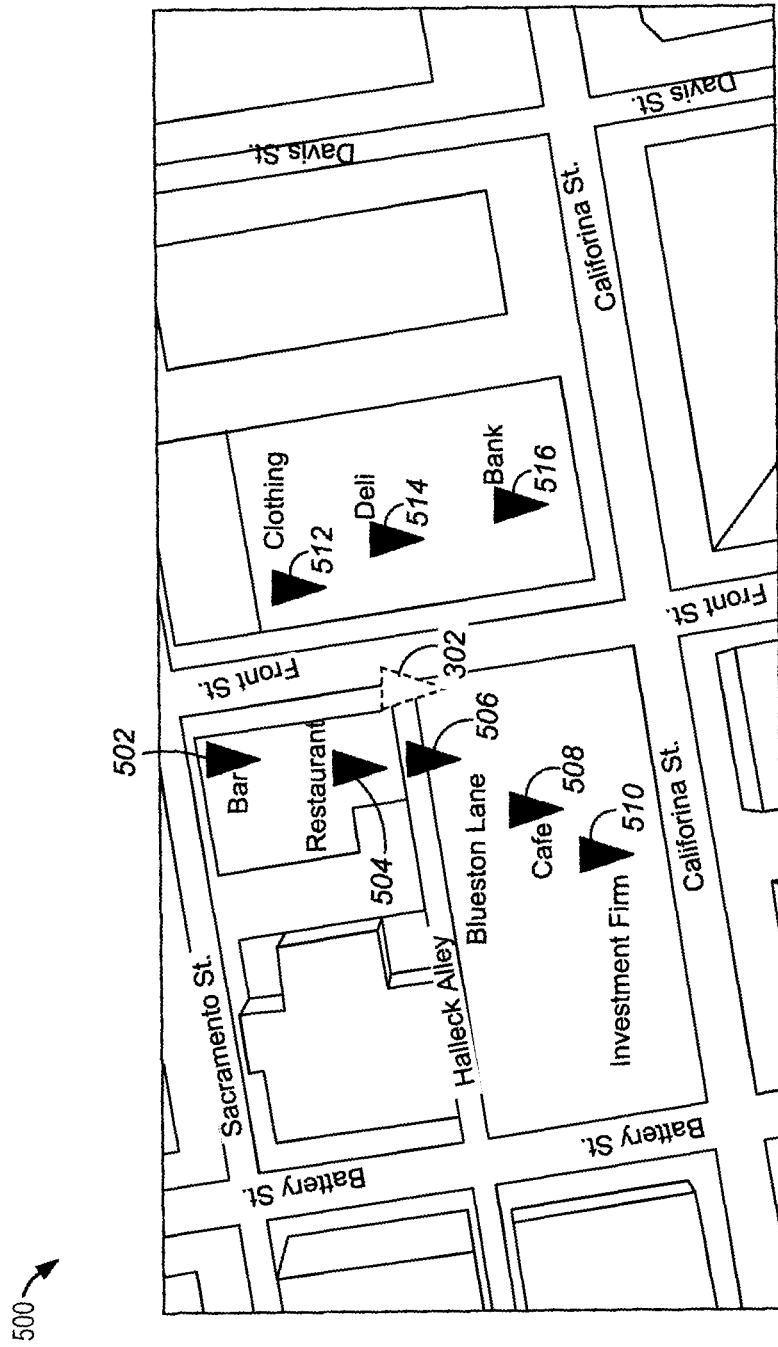 500
Sacramento St.
Battery St.
Battery St.
Halleck Alley
502
Bar
Restaurant
504
Front St.
302
506
Blueston Lane
Cafe
508
510
Investment Firm
Clothing
512
Deli
514
Bank
516
Front St.
Califorina St.
Califorina St.
Davis St.
Davis St.